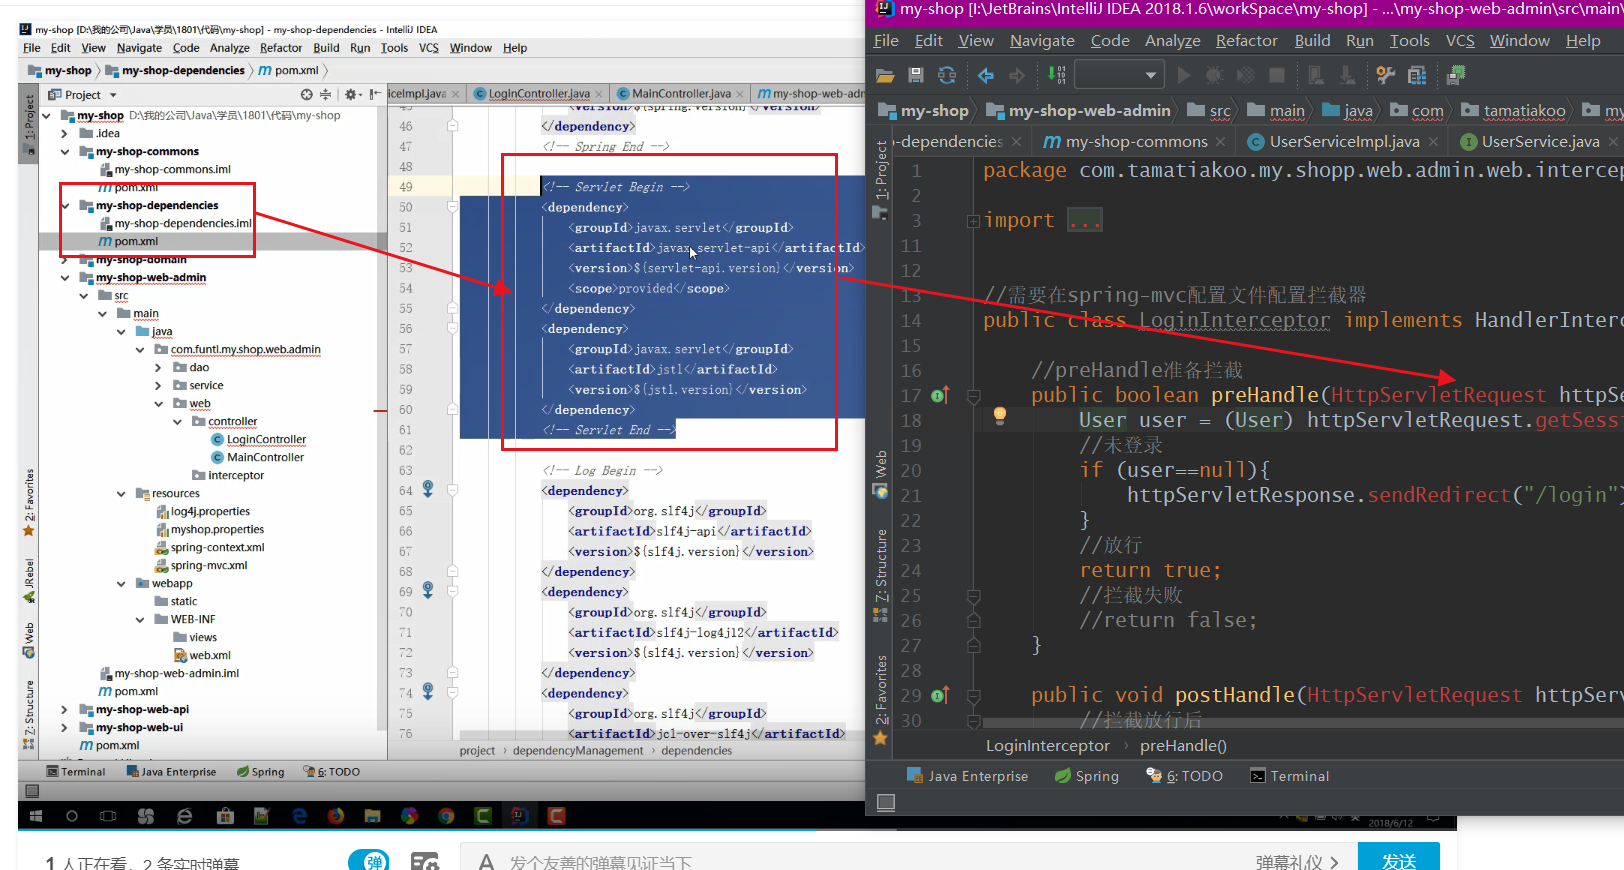 my-shop [D:\我的公司\Java\学员\1801\代码\my-shop] - my-shop-dependencies - IntelliJ IDEA
File Edit View Navigate Code Analyze Refactor Build Run Tools VCS Window Help
my-shop my-shop-dependencies pom.xml
Project
iceImpl.java LoginController.java MainController.java my-shop-web-adm
1: Project
my-shop D:\我的公司\Java\学员\1801\代码\my-shop
.idea
my-shop-commons
my-shop-commons.iml
pom.xml
my-shop-dependencies
my-shop-dependencies.iml
pom.xml
my-shop-domain
my-shop-web-admin
src
main
java
com.funtl.my.shop.web.admin
dao
service
web
controller
LoginController
MainController
interceptor
resources
log4j.properties
myshop.properties
spring-context.xml
spring-mvc.xml
webapp
static
WEB-INF
views
web.xml
my-shop-web-admin.iml
pom.xml
my-shop-web-api
my-shop-web-ui
pom.xml
2: Favorites
JRebel
Web
Z: Structure
45 <version>${spring.version}</version>
46 </dependency>
47 <!-- Spring End -->
48
49 <!-- Servlet Begin -->
50 <dependency>
51 <groupId>javax.servlet</groupId>
52 <artifactId>javax.servlet-api</artifactId>
53 <version>${servlet-api.version}</version>
54 <scope>provided</scope>
55 </dependency>
56 <dependency>
57 <groupId>javax.servlet</groupId>
58 <artifactId>jstl</artifactId>
59 <version>${jstl.version}</version>
60 </dependency>
61 <!-- Servlet End -->
62
63 <!-- Log Begin -->
64 <dependency>
65 <groupId>org.slf4j</groupId>
66 <artifactId>slf4j-api</artifactId>
67 <version>${slf4j.version}</version>
68 </dependency>
69 <dependency>
70 <groupId>org.slf4j</groupId>
71 <artifactId>slf4j-log4j12</artifactId>
72 <version>${slf4j.version}</version>
73 </dependency>
74 <dependency>
75 <groupId>org.slf4j</groupId>
76 <artifactId>jcl-over-slf4j</artifactId>
project › dependencyManagement › dependencies
Terminal Java Enterprise Spring 6: TODO
2018/6/12
my-shop [I:\JetBrains\IntelliJ IDEA 2018.1.6\workSpace\my-shop] - ...\my-shop-web-admin\src\main\
File Edit View Navigate Code Analyze Refactor Build Run Tools VCS Window Help
my-shop my-shop-web-admin src main java com tamatiakoo my
-dependencies my-shop-commons UserServiceImpl.java UserService.java
1: Project
Web
Z: Structure
2: Favorites
1 package com.tamatiakoo.my.shopp.web.admin.web.intercep
2
3 import ...
11
12
13 //需要在spring-mvc配置文件配置拦截器
14 public class LoginInterceptor implements HandlerInterc
15
16 //preHandle准备拦截
17 public boolean preHandle(HttpServletRequest httpSe
18 User user = (User) httpServletRequest.getSess
19 //未登录
20 if (user==null){
21 httpServletResponse.sendRedirect("/login")
22 }
23 //放行
24 return true;
25 //拦截失败
26 //return false;
27 }
28
29 public void postHandle(HttpServletRequest httpServ
30 //拦截放行后
LoginInterceptor › preHandle()
Java Enterprise Spring 6: TODO Terminal
1 人正在看, 2 条实时弹幕
弹
发个友善的弹幕见证当下
弹幕礼仪 >
发送